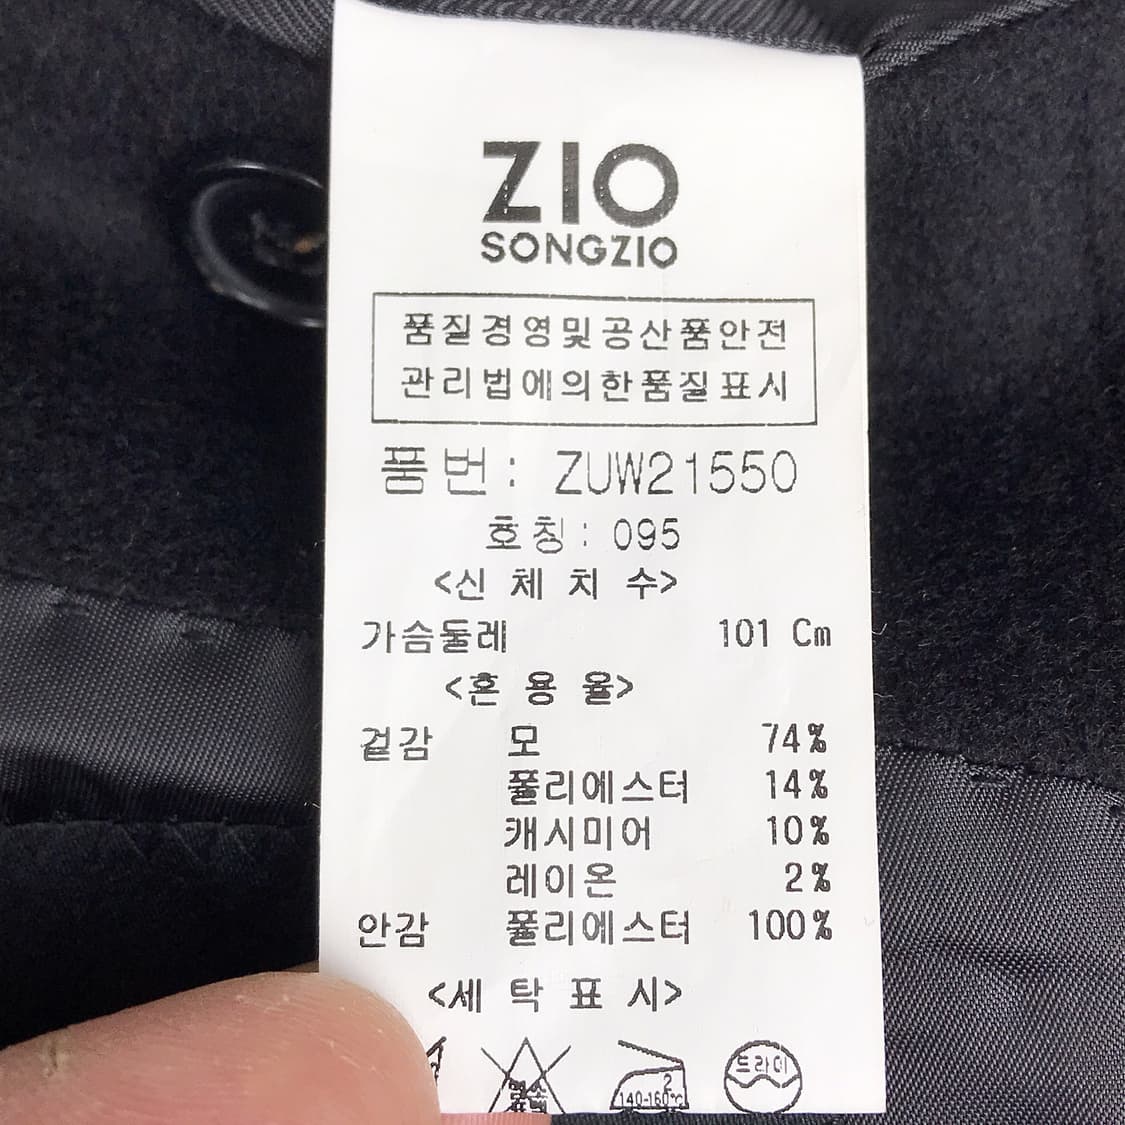 ZIO
SONGZIO
품질경영및공산품안전
관리법에의한품질표시
품번: ZUW21550
호칭: 095
<신 체 치 수>
가슴둘레 101 Cm
<혼 용 율>
겉감 모 74%
폴리에스터 14%
캐시미어 10%
레이온 2%
안감 폴리에스터 100%
<세 탁 표 시>
2 드라이
140-160℃